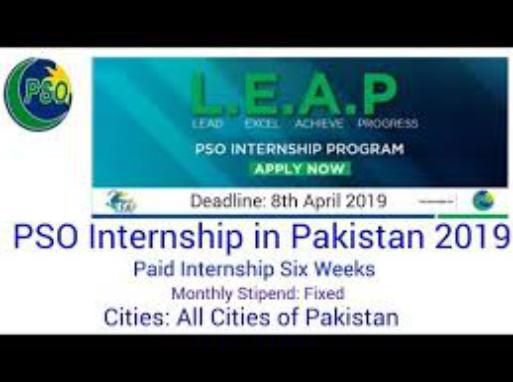 PSO
L.E.A.P
LEAD EXCEL ACHIEVE PROGRESS
PSO INTERNSHIP PROGRAM
APPLY NOW
Deadline: 8th April 2019
PSO Internship in Pakistan 2019
Paid Internship Six Weeks
Monthly Stipend: Fixed
Cities: All Cities of Pakistan